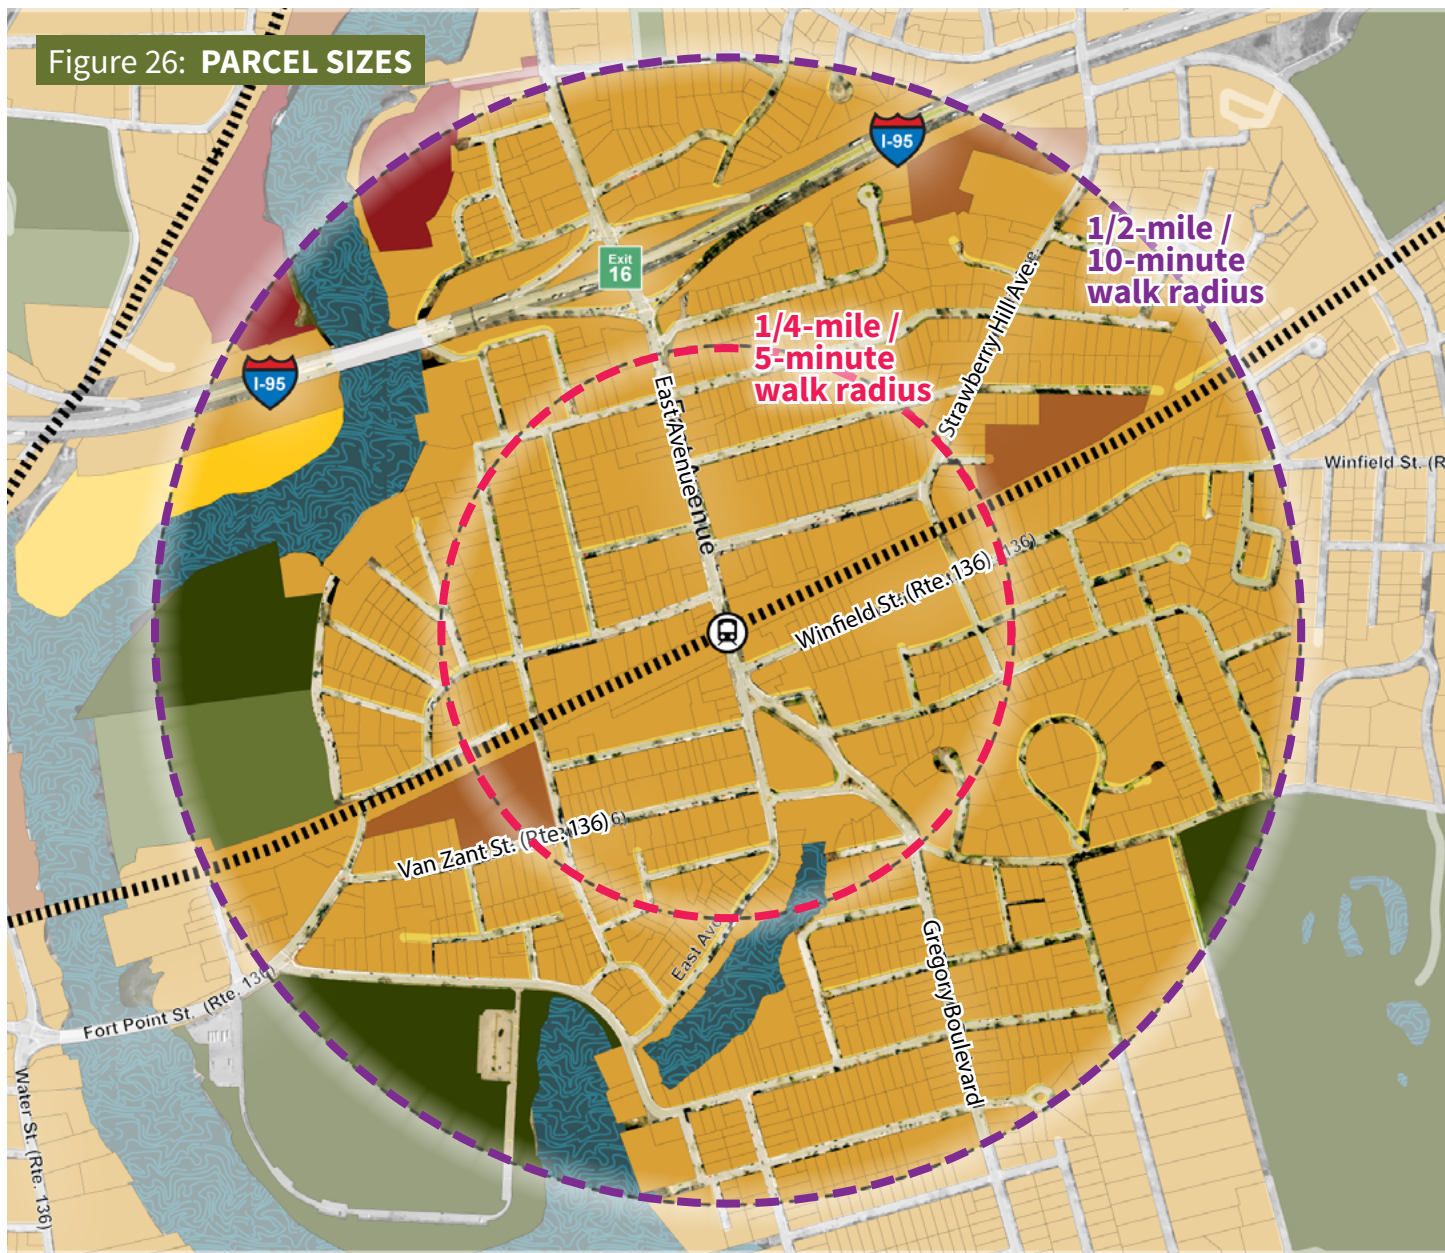 Figure 26: PARCEL SIZES
I-95
1/2-mile /
10-minute
walk radius
Exit
16
Strawberry Hill Ave.
1/4-mile /
5-minute
walk radius
I-95
East Avenue
Winfield St. (R
Winfield St. (Rte. 136)
136)
Van Zant St. (Rte. 136)
6)
East Ave
Gregory Boulevard
Fort Point St. (Rte. 136)
Water St. (Rte. 136)